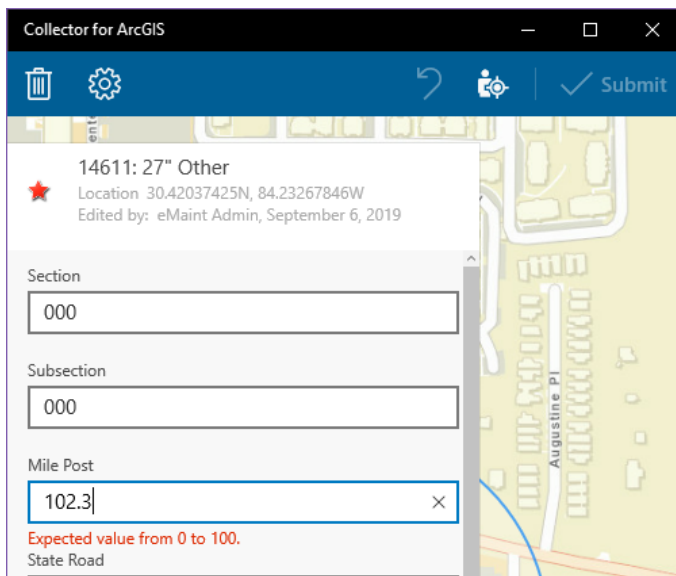 Collector for ArcGIS
Submit
14611: 27" Other
Location 30.42037425N, 84.23267846W
Edited by: eMaint Admin, September 6, 2019
Section
000
Subsection
000
Mile Post
102.3
Expected value from 0 to 100.
State Road
Augustine Pl